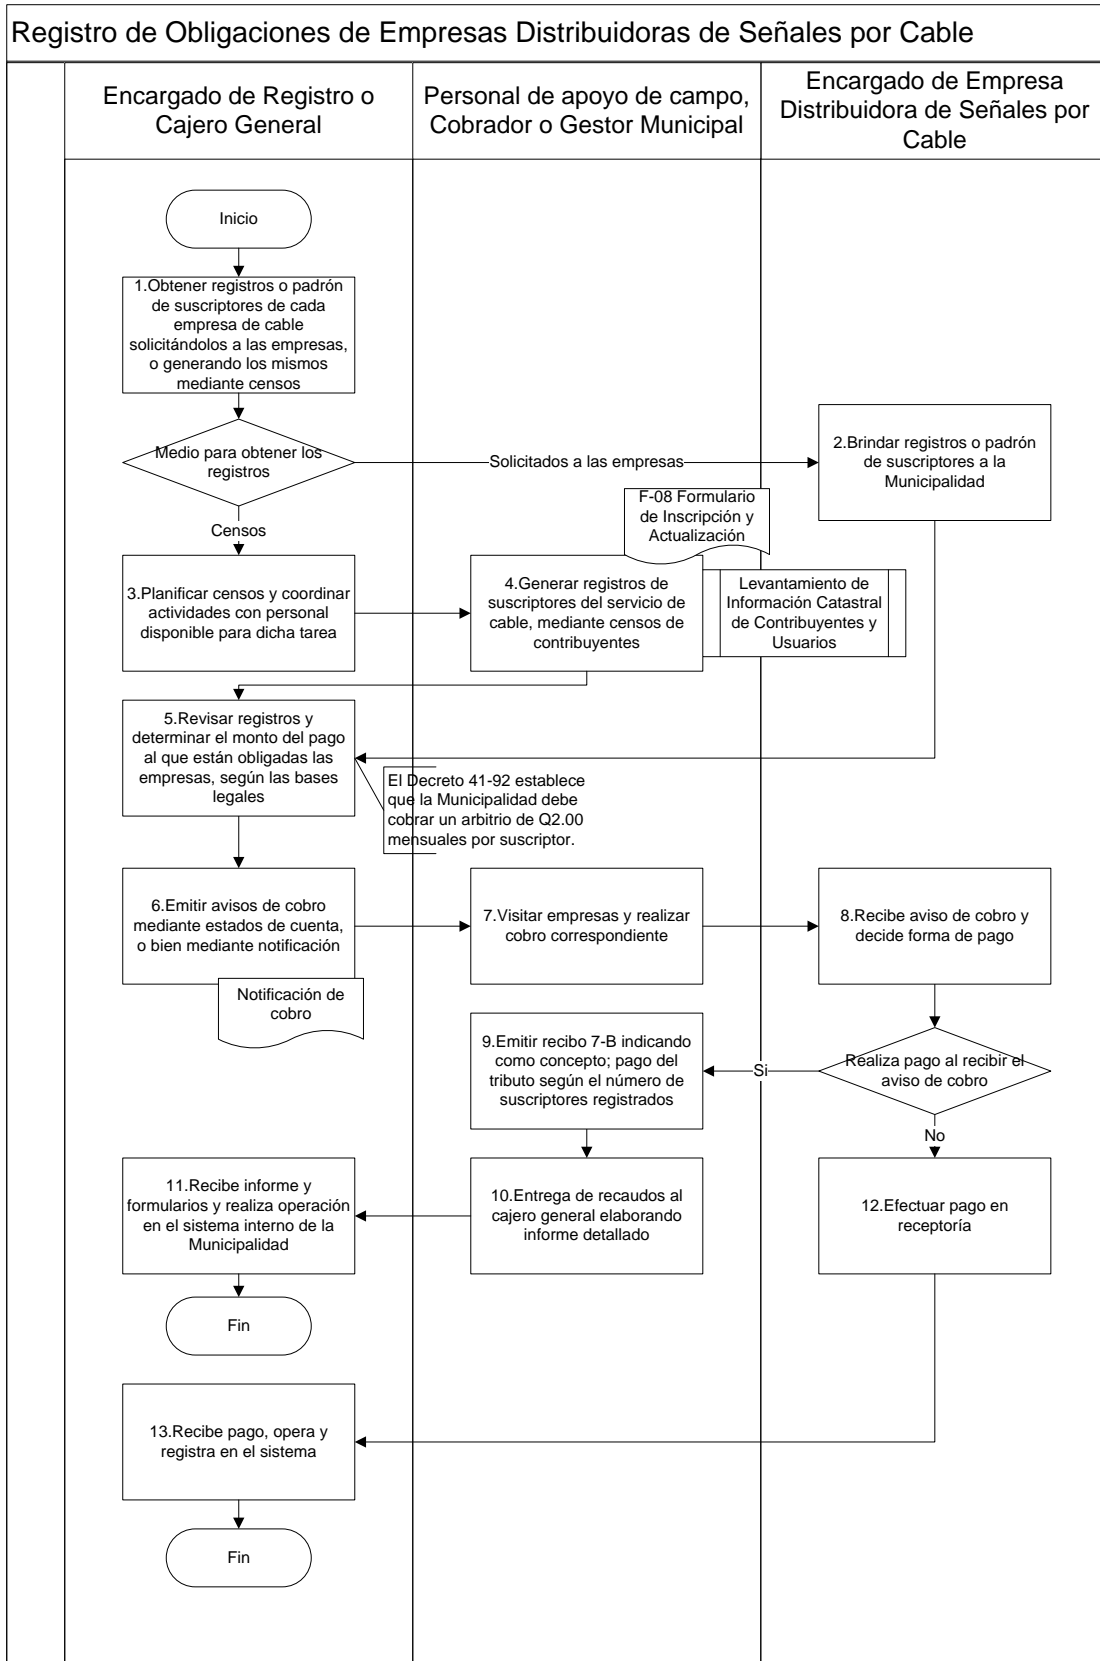 Registro de Obligaciones de Empresas Distribuidoras de Señales por Cable
Encargado de Registro o
Cajero General
Personal de apoyo de campo,
Cobrador o Gestor Municipal
Encargado de Empresa
Distribuidora de Señales por
Cable
Inicio
1.Obtener registros o padrón
de suscriptores de cada
empresa de cable
solicitándolos a las empresas,
o generando los mismos
mediante censos
Medio para obtener los
registros
Solicitados a las empresas
2.Brindar registros o padrón
de suscriptores a la
Municipalidad
Censos
F-08 Formulario
de Inscripción y
Actualización
3.Planificar censos y coordinar
actividades con personal
disponible para dicha tarea
4.Generar registros de
suscriptores del servicio de
cable, mediante censos de
contribuyentes
Levantamiento de
Información Catastral
de Contribuyentes y
Usuarios
5.Revisar registros y
determinar el monto del pago
al que están obligadas las
empresas, según las bases
legales
El Decreto 41-92 establece
que la Municipalidad debe
cobrar un arbitrio de Q2.00
mensuales por suscriptor.
6.Emitir avisos de cobro
mediante estados de cuenta,
o bien mediante notificación
Notificación de
cobro
7.Visitar empresas y realizar
cobro correspondiente
8.Recibe aviso de cobro y
decide forma de pago
Realiza pago al recibir el
aviso de cobro
Si
9.Emitir recibo 7-B indicando
como concepto; pago del
tributo según el número de
suscriptores registrados
No
10.Entrega de recaudos al
cajero general elaborando
informe detallado
11.Recibe informe y
formularios y realiza operación
en el sistema interno de la
Municipalidad
12.Efectuar pago en
receptoría
Fin
13.Recibe pago, opera y
registra en el sistema
Fin